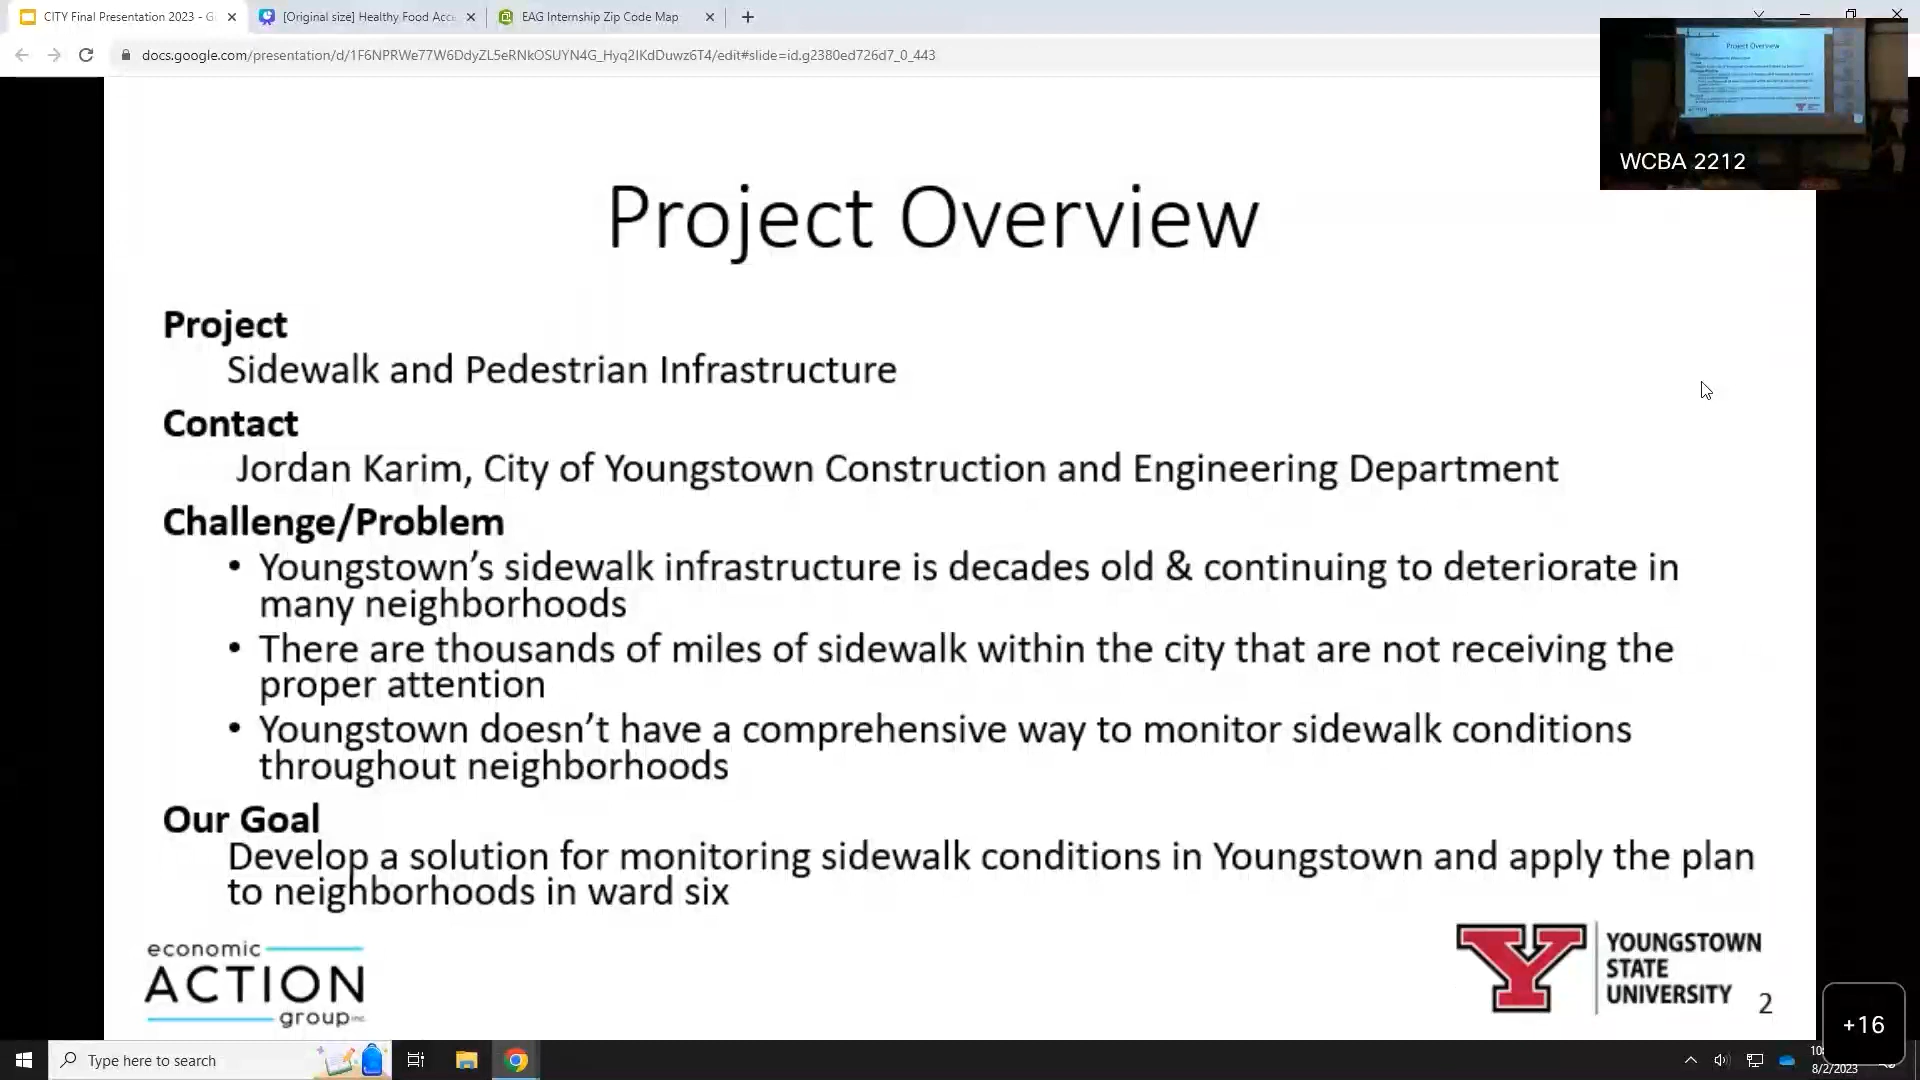 CITY Final Presentation 2023 - G
[Original size] Healthy Food Acc
EAG Internship Zip Code Map
docs.google.com/presentation/d/1F6NPRWe77W6DdyZL5eRNkOSUYN4G_Hyq2IKdDuwz6T4/edit#slide=id.g2380ed726d7_0_443
Project Overview
WCBA 2212
Project Overview
Project
Sidewalk and Pedestrian Infrastructure
Contact
Jordan Karim, City of Youngstown Construction and Engineering Department
Challenge/Problem
• Youngstown’s sidewalk infrastructure is decades old & continuing to deteriorate in
many neighborhoods
• There are thousands of miles of sidewalk within the city that are not receiving the
proper attention
• Youngstown doesn’t have a comprehensive way to monitor sidewalk conditions
throughout neighborhoods
Our Goal
Develop a solution for monitoring sidewalk conditions in Youngstown and apply the plan
to neighborhoods in ward six
economic
ACTION
group inc.
Y
YOUNGSTOWN
STATE
UNIVERSITY
2
+16
Type here to search
8/2/2023